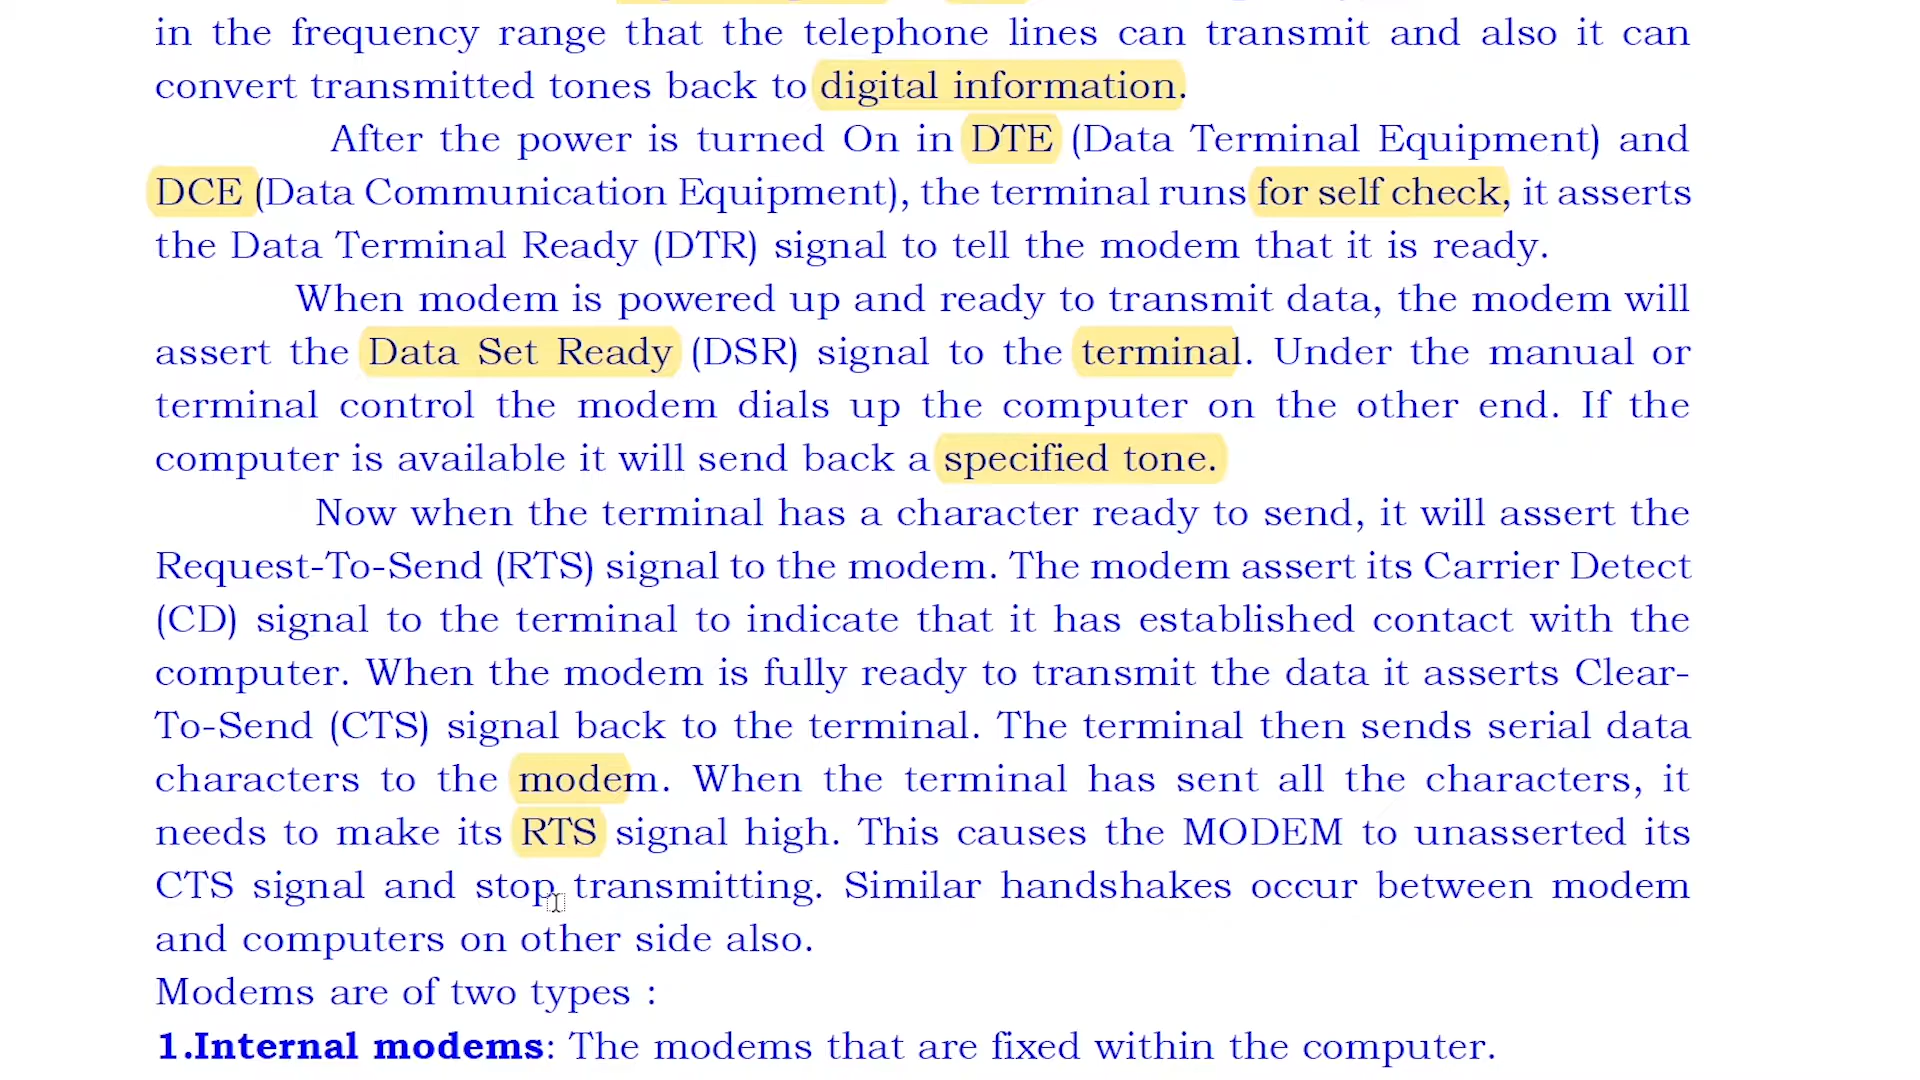 in the frequency range that the telephone lines can transmit and also it can
convert transmitted tones back to digital information.
After the power is turned On in DTE (Data Terminal Equipment) and
DCE (Data Communication Equipment), the terminal runs for self check, it asserts
the Data Terminal Ready (DTR) signal to tell the modem that it is ready.
When modem is powered up and ready to transmit data, the modem will
assert the Data Set Ready (DSR) signal to the terminal. Under the manual or
terminal control the modem dials up the computer on the other end. If the
computer is available it will send back a specified tone.
Now when the terminal has a character ready to send, it will assert the
Request-To-Send (RTS) signal to the modem. The modem assert its Carrier Detect
(CD) signal to the terminal to indicate that it has established contact with the
computer. When the modem is fully ready to transmit the data it asserts Clear-
To-Send (CTS) signal back to the terminal. The terminal then sends serial data
characters to the modem. When the terminal has sent all the characters, it
needs to make its RTS signal high. This causes the MODEM to unasserted its
CTS signal and stop transmitting. Similar handshakes occur between modem
and computers on other side also.
Modems are of two types :
1.Internal modems: The modems that are fixed within the computer.